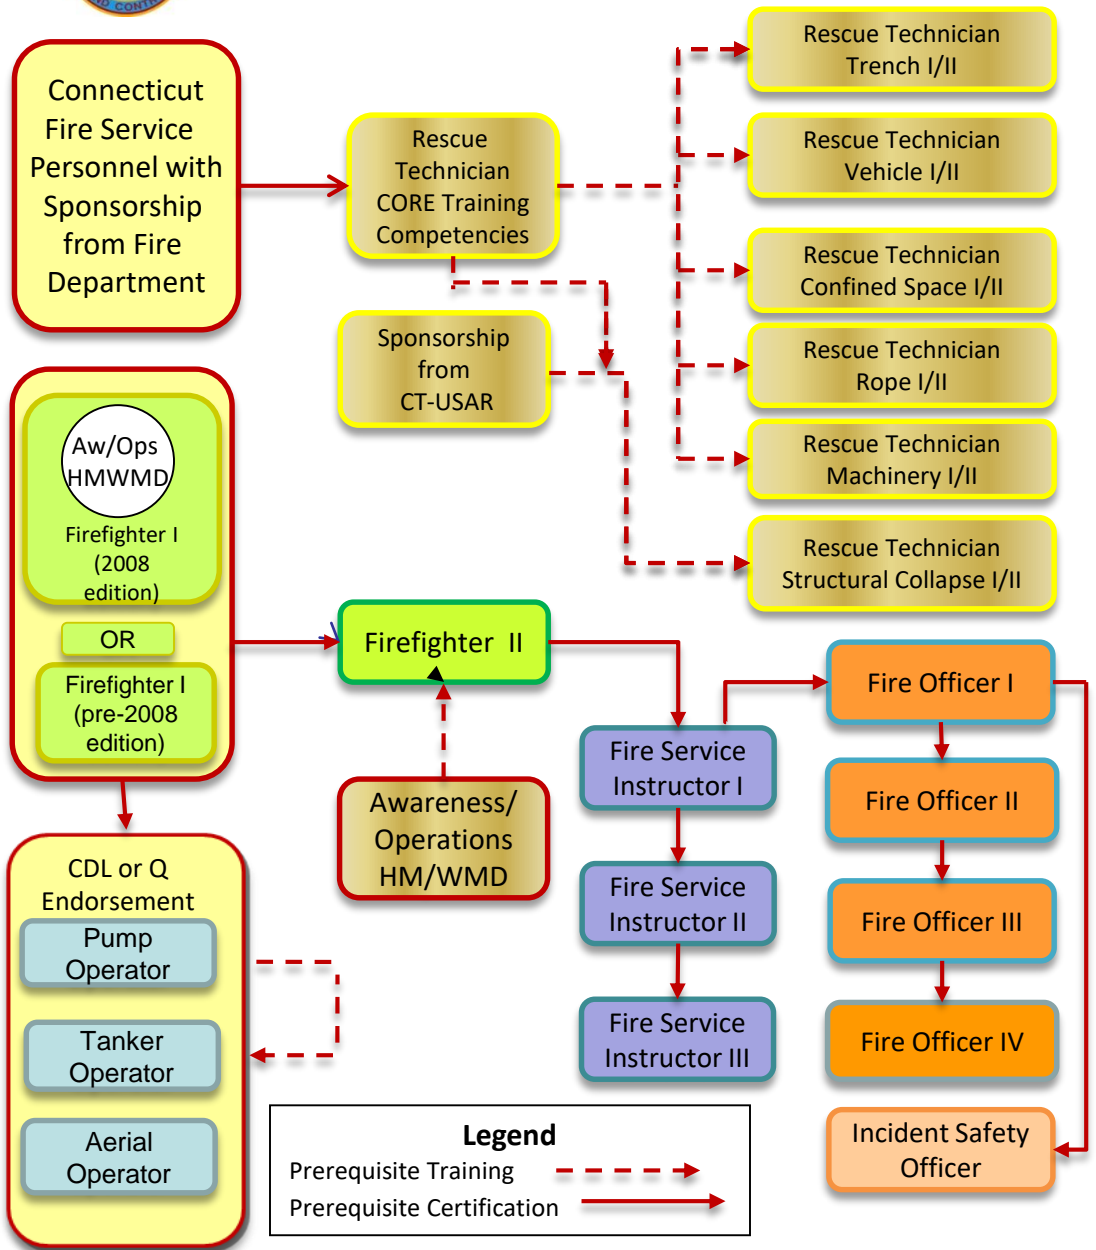 AND CONTR
Connecticut
Fire Service
Personnel with
Sponsorship
from Fire
Department
Rescue
Technician
CORE Training
Competencies
Sponsorship
from
CT-USAR
Rescue Technician
Trench I/II
Rescue Technician
Vehicle I/II
Rescue Technician
Confined Space I/II
Rescue Technician
Rope I/II
Rescue Technician
Machinery I/II
Rescue Technician
Structural Collapse I/II
Aw/Ops
HMWMD
Firefighter I
(2008
edition)
OR
Firefighter I
(pre-2008
edition)
Firefighter II
Awareness/
Operations
HM/WMD
Fire Service
Instructor I
Fire Service
Instructor II
Fire Service
Instructor III
Fire Officer I
Fire Officer II
Fire Officer III
Fire Officer IV
Incident Safety
Officer
CDL or Q
Endorsement
Pump
Operator
Tanker
Operator
Aerial
Operator
Legend
Prerequisite Training
Prerequisite Certification